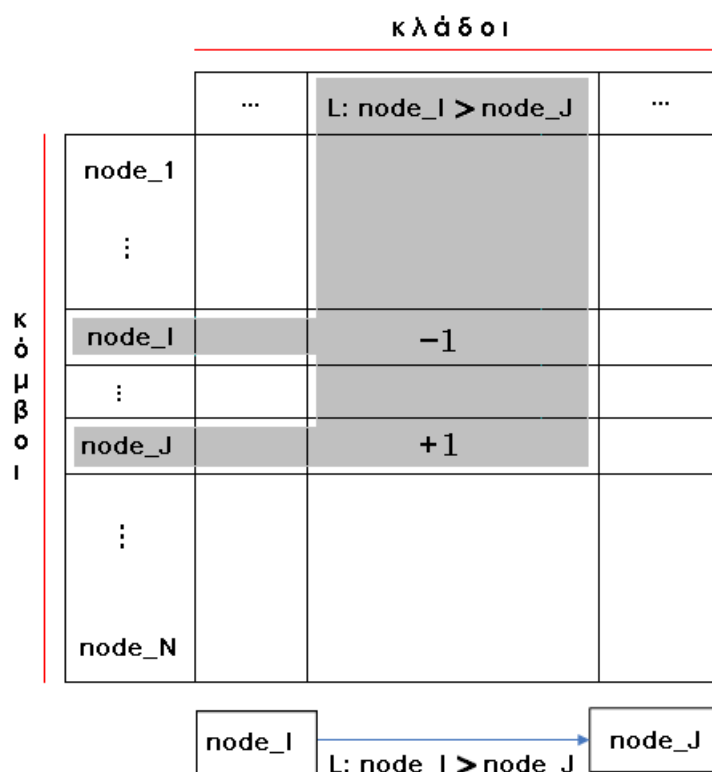 κλάδοι
... L: node_I > node_J ...
node_1
⋮
κόμβοι
node_I -1
⋮
node_J +1
⋮
node_N
node_I L: node_I > node_J node_J